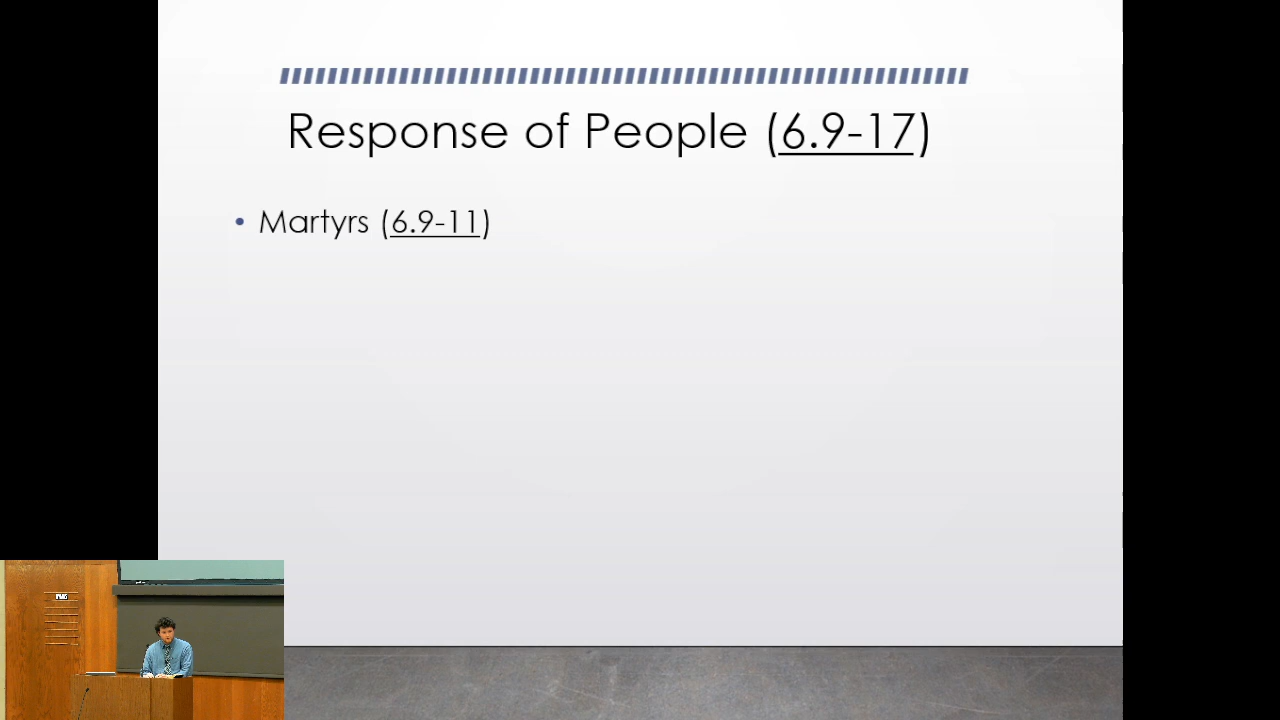 Response of People (6.9-17)
• Martyrs (6.9-11)